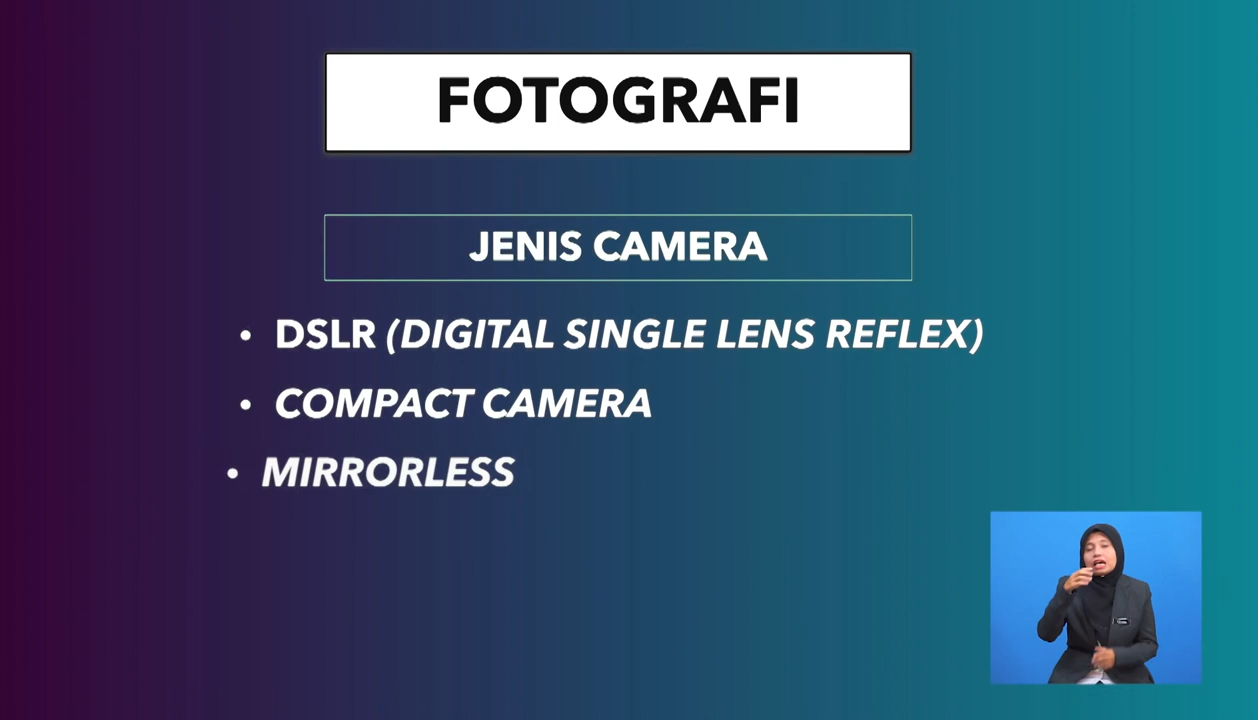 FOTOGRAFI
JENIS CAMERA
• DSLR (DIGITAL SINGLE LENS REFLEX)
• COMPACT CAMERA
• MIRRORLESS